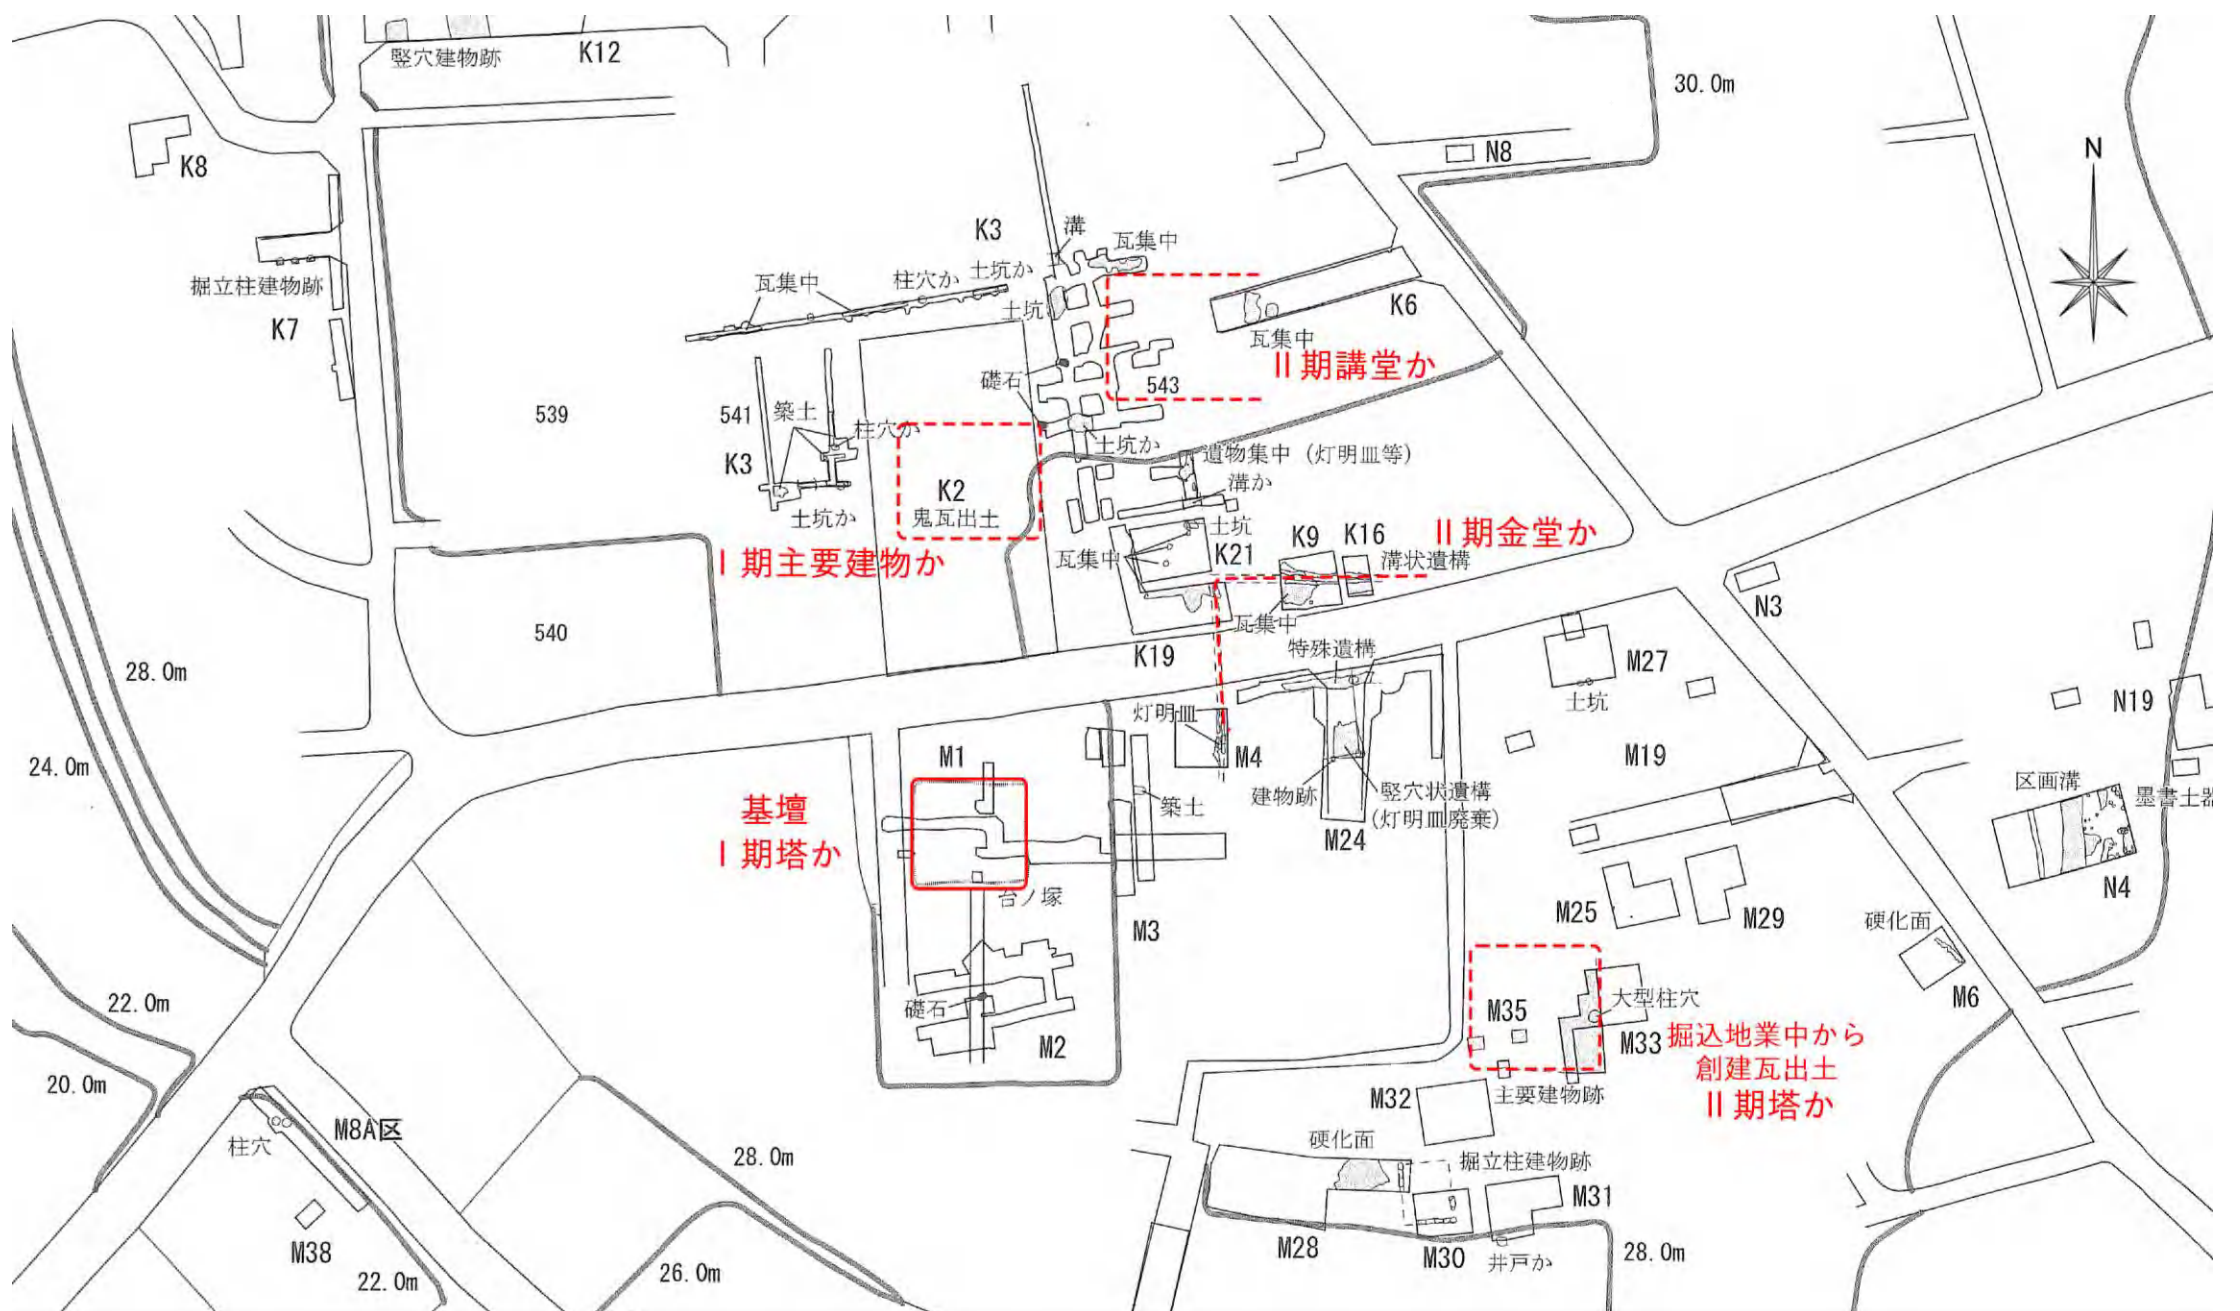 竪穴建物跡
K12
30.0m
K8
N8
N
K3
溝
瓦集中
掘立柱建物跡
瓦集中
柱穴か
土坑か
土坑
K7
K6
瓦集中
Ⅱ期講堂か
礎石
543
539
541
築土
柱穴か
土坑か
K3
遺物集中（灯明皿等）
K2
溝か
鬼瓦出土
土坑か
土坑
K9
K16
Ⅱ期金堂か
瓦集中
K21
溝状遺構
Ⅰ期主要建物か
N3
540
瓦集中
K19
特殊遺構
M27
28.0m
土坑
N19
灯明皿
M1
M4
M19
24.0m
区画溝
基壇
築土
建物跡
竪穴状遺構
墨書土器
Ⅰ期塔か
（灯明皿廃棄）
M24
台ノ塚
N4
M25
M29
硬化面
M3
22.0m
礎石
大型柱穴
M6
M35
M2
M33
掘込地業中から
20.0m
創建瓦出土
主要建物跡
Ⅱ期塔か
M32
M8A区
柱穴
硬化面
28.0m
掘立柱建物跡
M31
M38
M28
M30
井戸か
28.0m
22.0m
26.0m